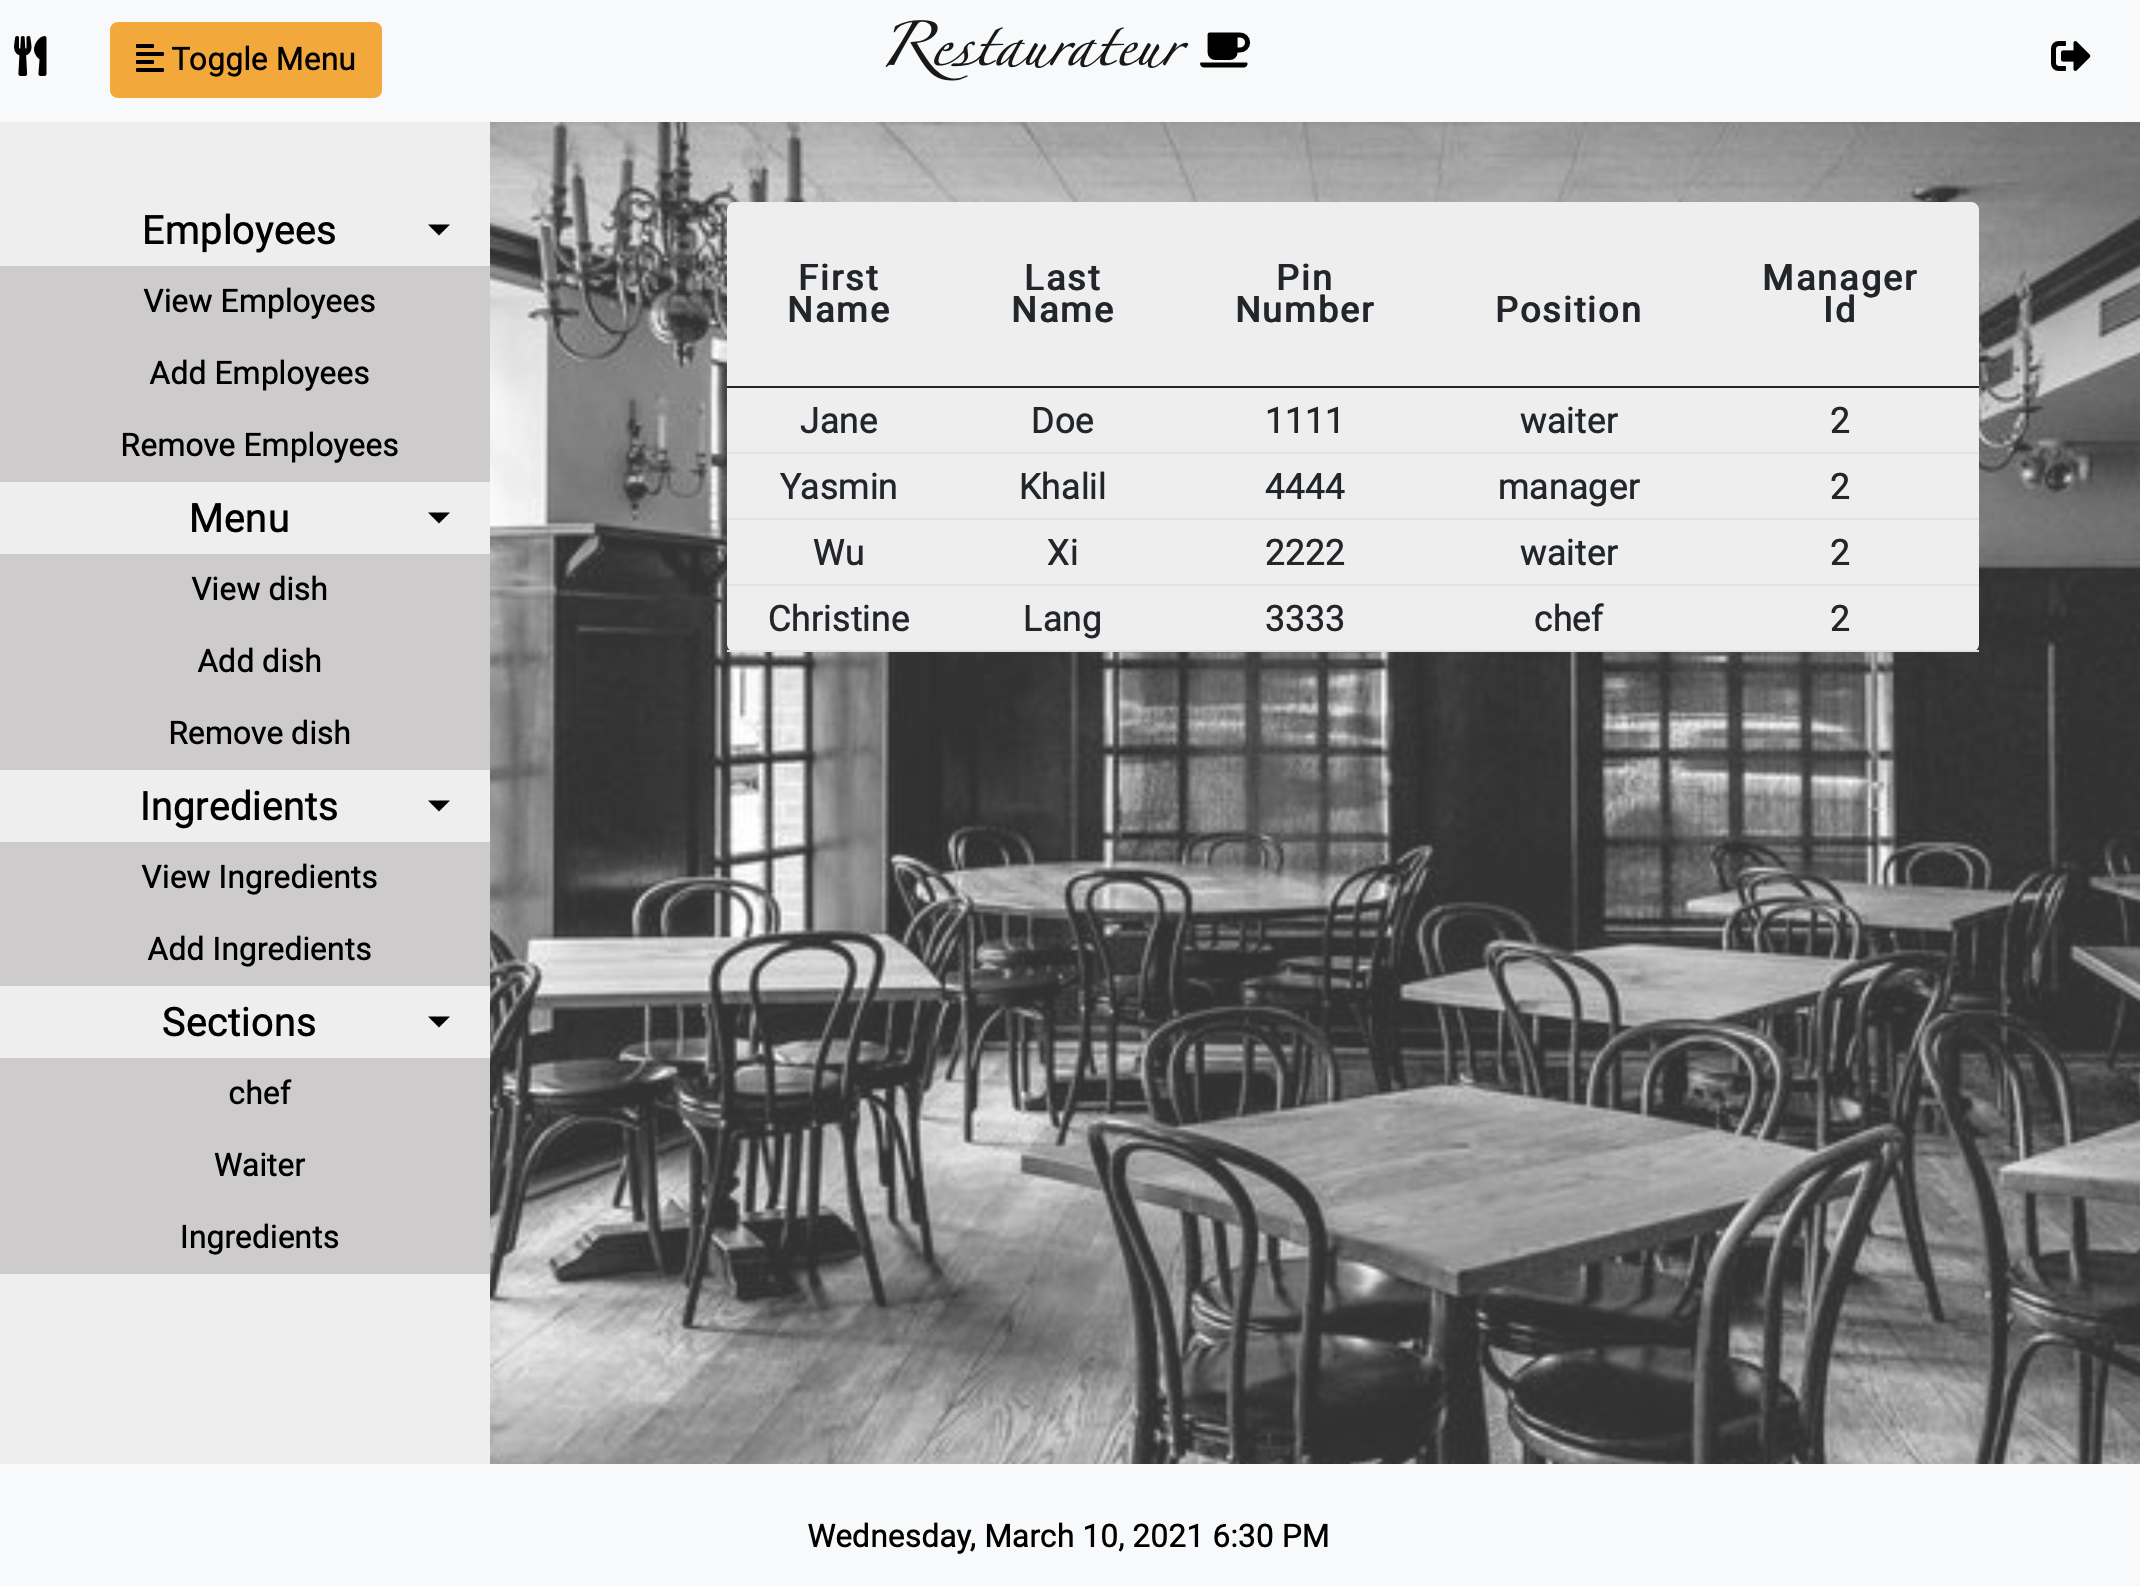 Toggle Menu
Restaurateur
Employees
View Employees
Add Employees
Remove Employees
Menu
View dish
Add dish
Remove dish
Ingredients
View Ingredients
Add Ingredients
Sections
chef
Waiter
Ingredients
First Name Last Name Pin Number Position Manager Id
Jane Doe 1111 waiter 2
Yasmin Khalil 4444 manager 2
Wu Xi 2222 waiter 2
Christine Lang 3333 chef 2
Wednesday, March 10, 2021 6:30 PM